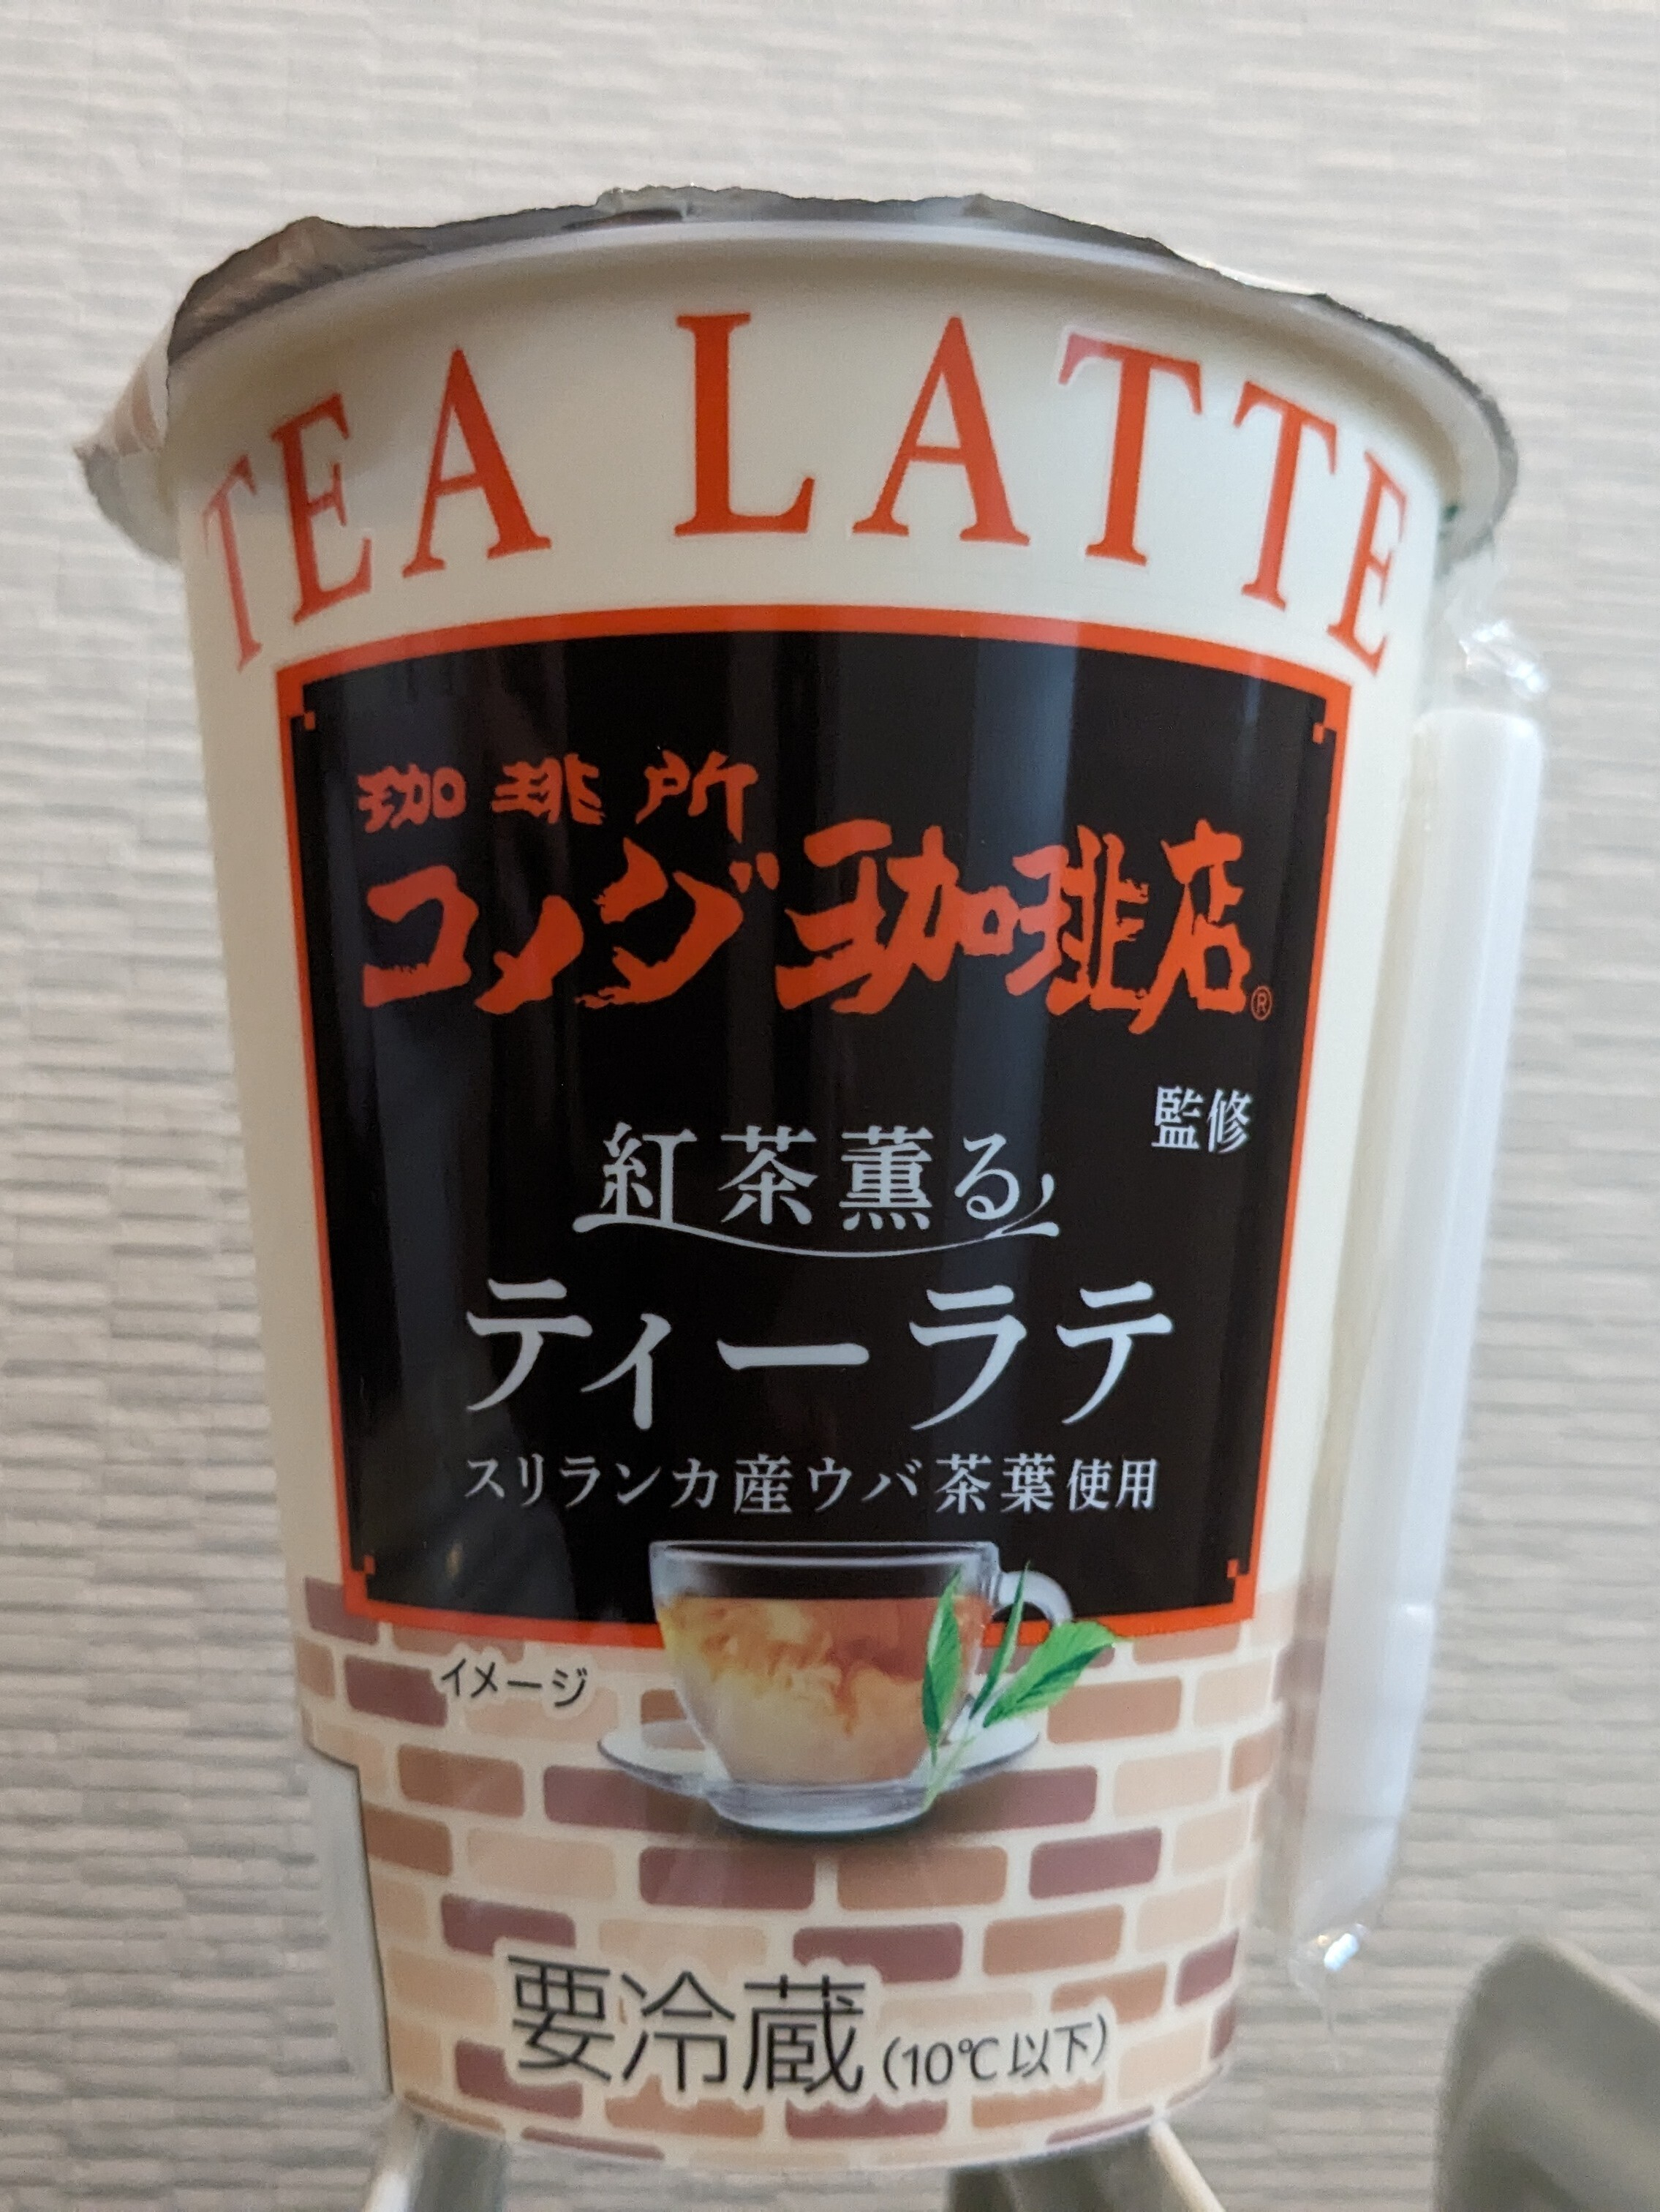 TEA LATTE
珈琲所
コメダ珈琲店®
監修
紅茶薫る
ティーラテ
スリランカ産ウバ茶葉使用
イメージ
要冷蔵(10℃以下)